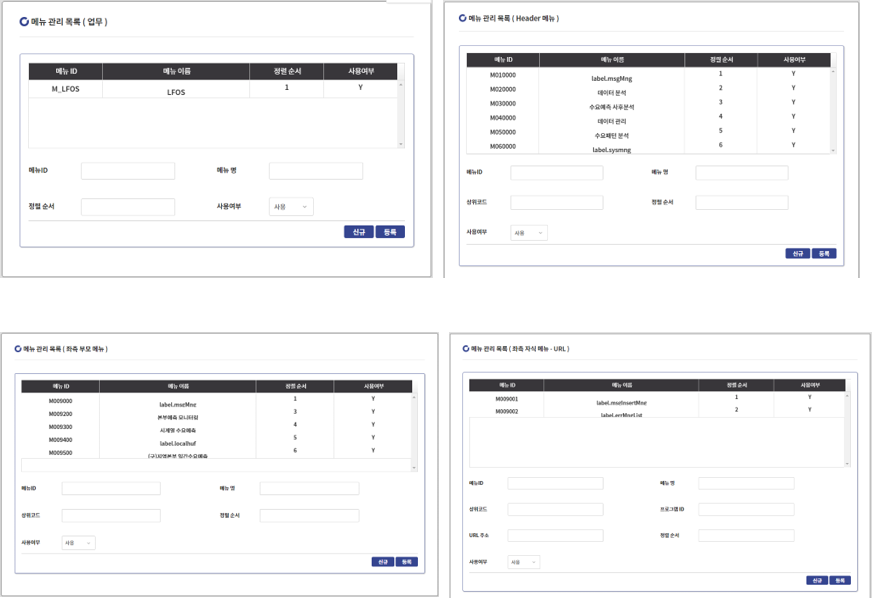 메뉴 관리 목록 ( 업무 )
메뉴 ID 메뉴 이름 정렬 순서 사용여부
M_LFOS LFOS 1 Y
메뉴ID 메뉴 명
정렬 순서 사용여부 사용
신규 등록
메뉴 관리 목록 ( Header 메뉴 )
메뉴 ID 메뉴 이름 정렬 순서 사용여부
M010000 label.msgMng 1 Y
M020000 데이터 분석 2 Y
M030000 수요예측 사후분석 3 Y
M040000 데이터 관리 4 Y
M050000 수요패턴 분석 5 Y
M060000 label.sysmng 6 Y
메뉴ID 메뉴 명
상위코드 정렬 순서
사용여부 사용
신규 등록
메뉴 관리 목록 ( 좌측 부모 메뉴 )
메뉴 ID 메뉴 이름 정렬 순서 사용여부
M009000 label.msgMng 1 Y
M009200 본부예측 모니터링 3 Y
M009300 시계열 수요예측 4 Y
M009400 label.localhuf 5 Y
M009500 (구)지역본부 일간수요예측 6 Y
메뉴ID 메뉴 명
상위코드 정렬 순서
사용여부 사용
신규 등록
메뉴 관리 목록 ( 좌측 자식 메뉴 - URL )
메뉴 ID 메뉴 이름 정렬 순서 사용여부
M009001 label.msgInsertMng 1 Y
M009002 label.errMngList 2 Y
메뉴ID 메뉴 명
상위코드 프로그램 ID
URL 주소 정렬 순서
사용여부 사용
신규 등록